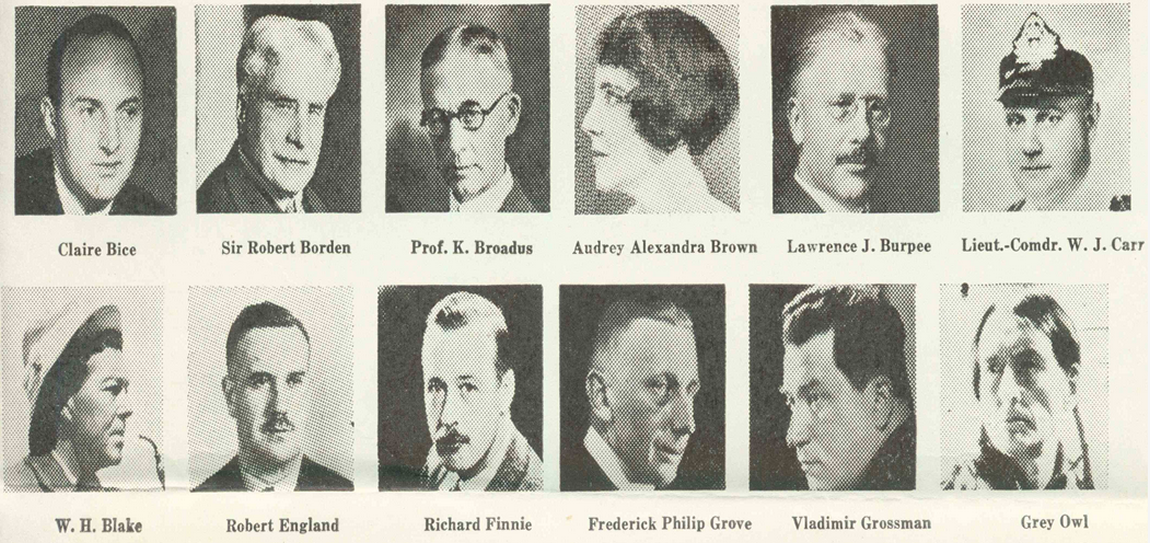 Claire Bice Sir Robert Borden Prof. K. Broadus Audrey Alexandra Brown Lawrence J. Burpee Lieut.-Comdr. W. J. Carr
W. H. Blake Robert England Richard Finnie Frederick Philip Grove Vladimir Grossman Grey Owl